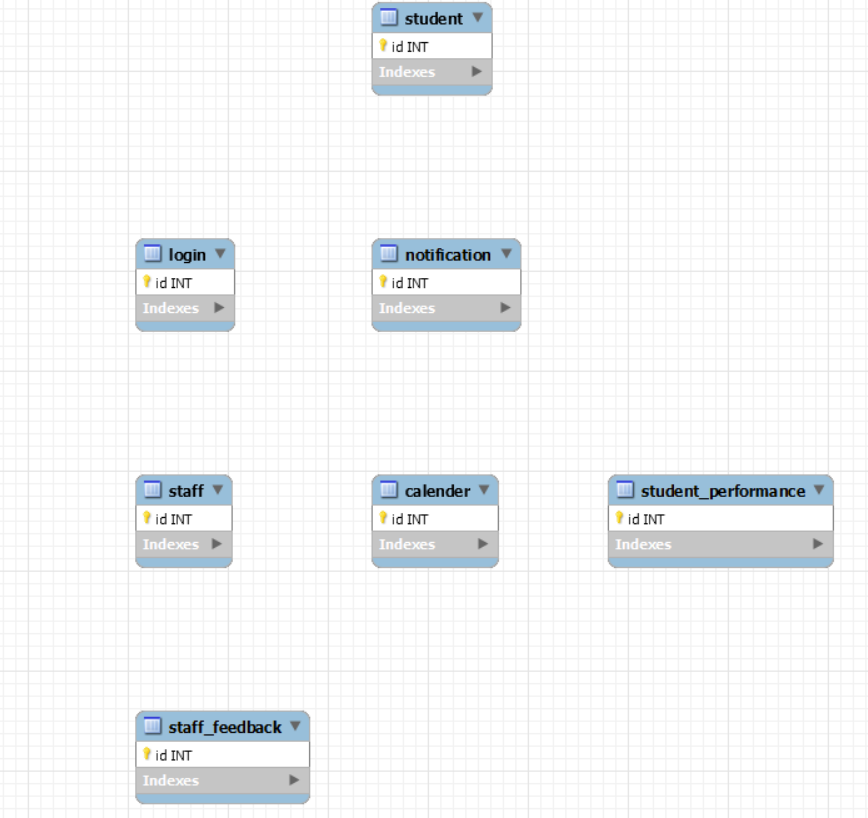 student
id INT
Indexes
login
id INT
Indexes
notification
id INT
Indexes
staff
id INT
Indexes
calender
id INT
Indexes
student_performance
id INT
Indexes
staff_feedback
id INT
Indexes